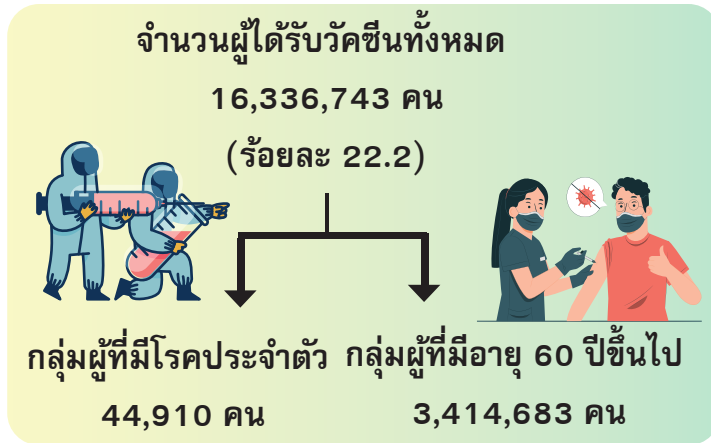 จำนวนผู้ได้รับวัคซีนทั้งหมด
16,336,743 คน
(ร้อยละ 22.2)
กลุ่มผู้ที่มีโรคประจำตัว
44,910 คน
กลุ่มผู้ที่มีอายุ 60 ปีขึ้นไป
3,414,683 คน